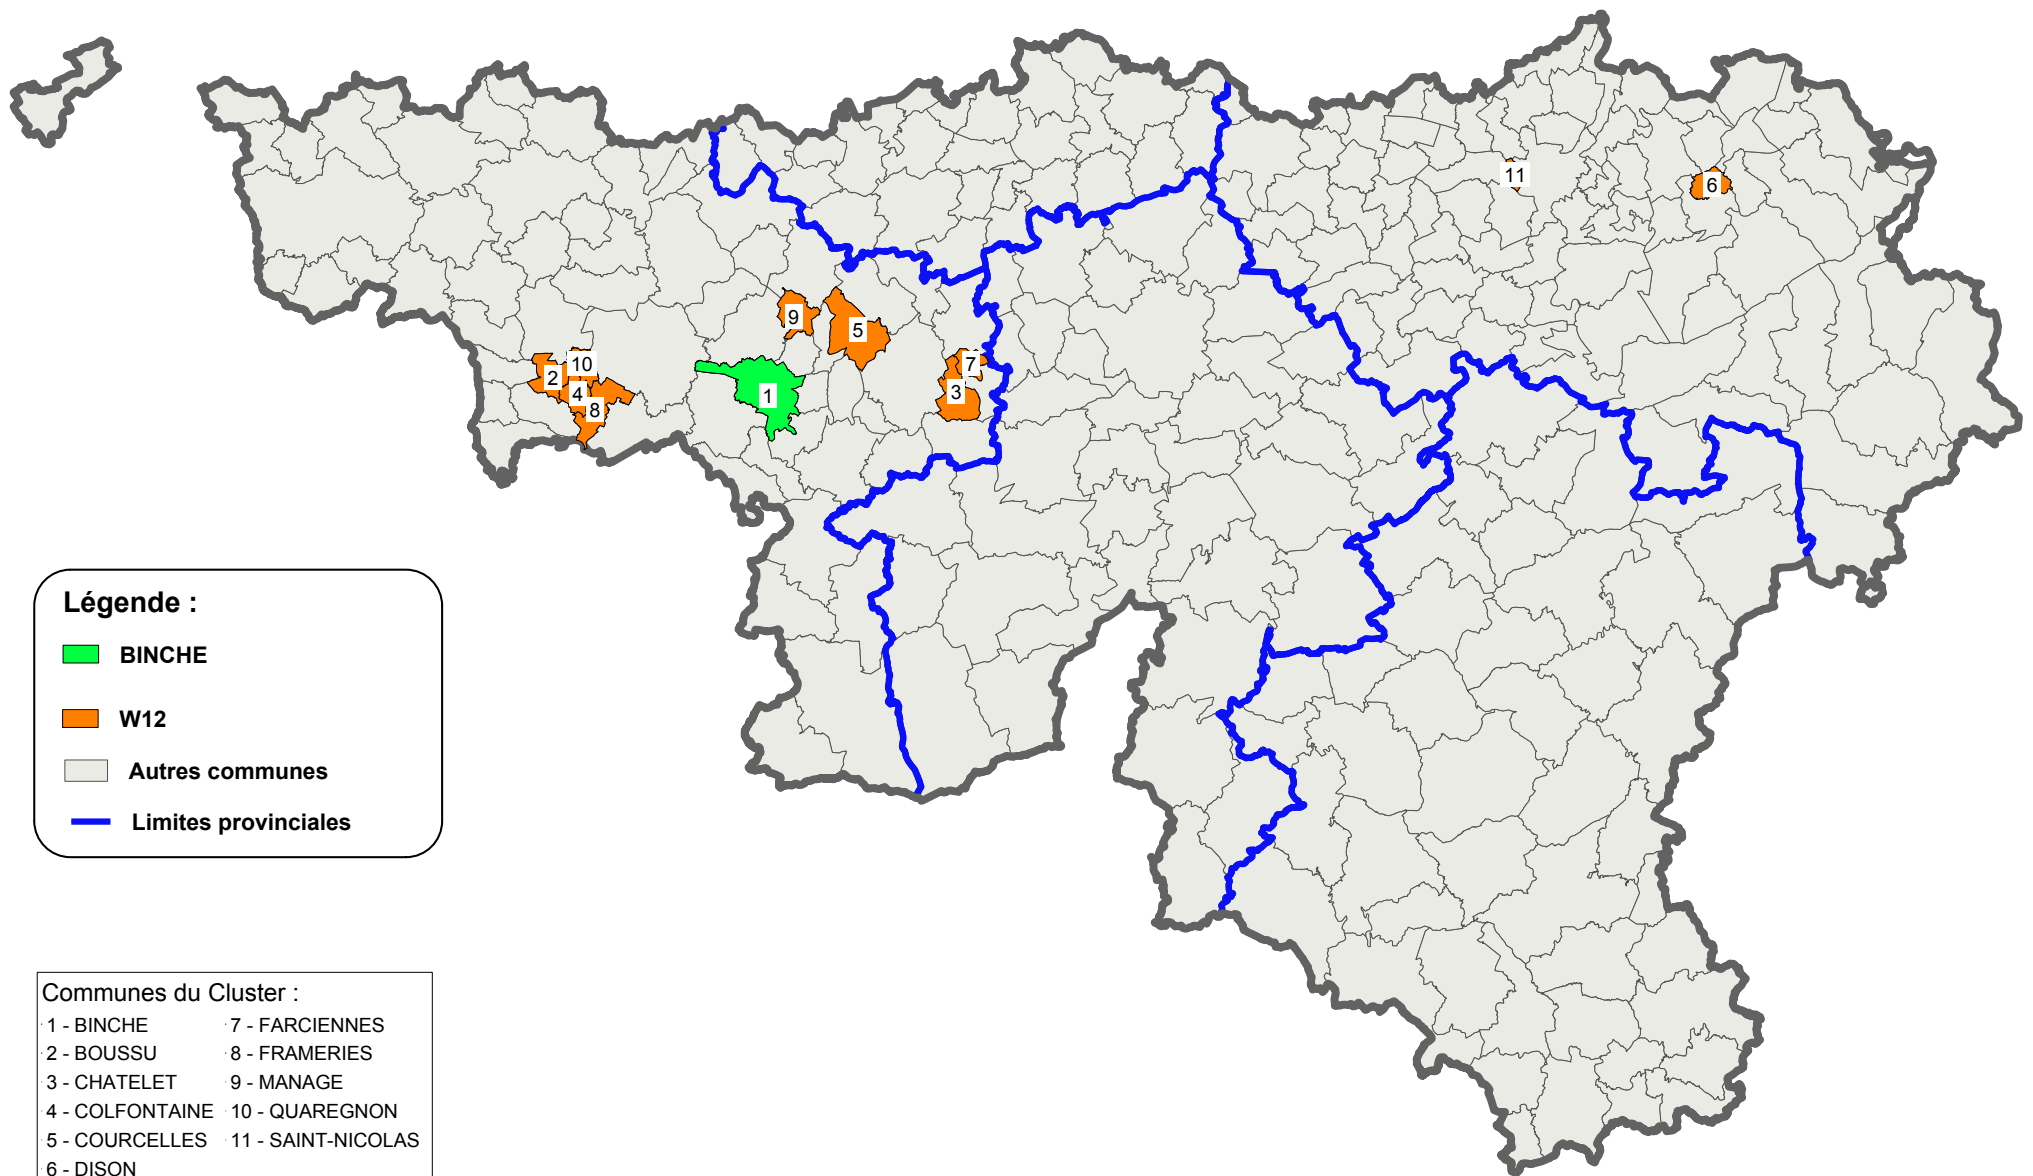 11
6
9
5
10
2
7
4
3
1
8
Légende :
BINCHE
W12
Autres communes
Limites provinciales
Communes du Cluster :
1 - BINCHE 7 - FARCIENNES
2 - BOUSSU 8 - FRAMERIES
3 - CHATELET 9 - MANAGE
4 - COLFONTAINE 10 - QUAREGNON
5 - COURCELLES 11 - SAINT-NICOLAS
6 - DISON